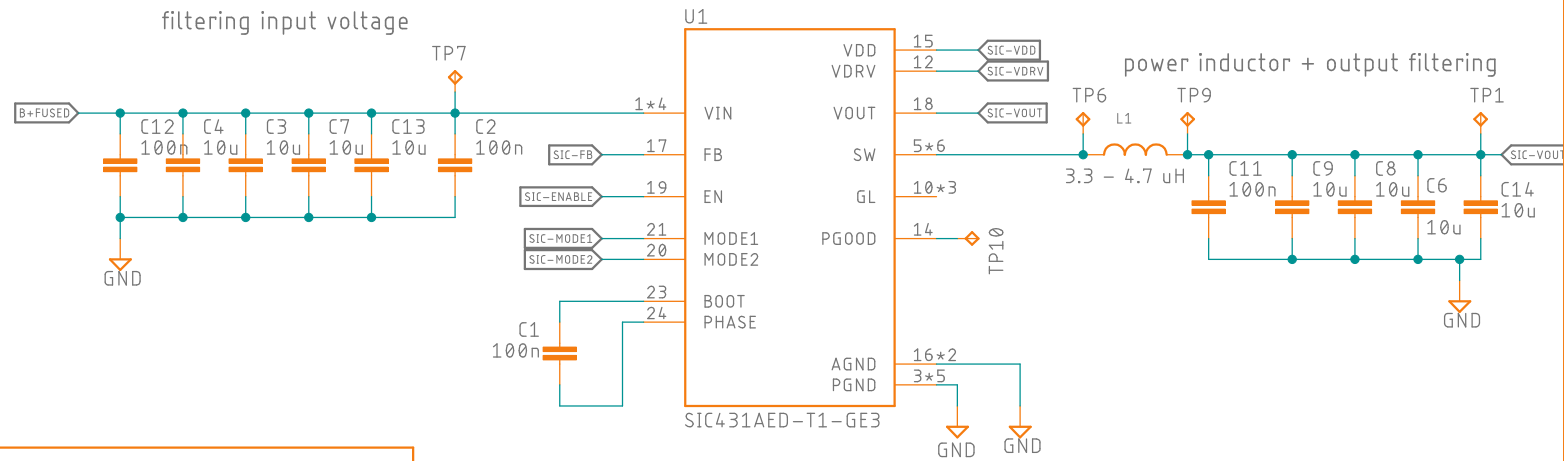 filtering input voltage
U1
TP7
B+FUSED
C12
100n
C4
10u
C3
10u
C7
10u
C13
10u
C2
100n
GND
1*4
VIN
SIC-FB
17
FB
SIC-ENABLE
19
EN
SIC-MODE1
21
MODE1
SIC-MODE2
20
MODE2
23
BOOT
24
PHASE
C1
100n
VDD
15
SIC-VDD
VDRV
12
SIC-VDRV
VOUT
18
SIC-VOUT
SW
5*6
GL
10*3
PGOOD
14
TP10
AGND
16*2
PGND
3*5
SIC431AED-T1-GE3
GND
GND
power inductor + output filtering
TP6
L1
TP9
TP1
3.3 - 4.7 uH
SIC-VOUT
C11
100n
C9
10u
C8
10u
C6
10u
C14
10u
GND